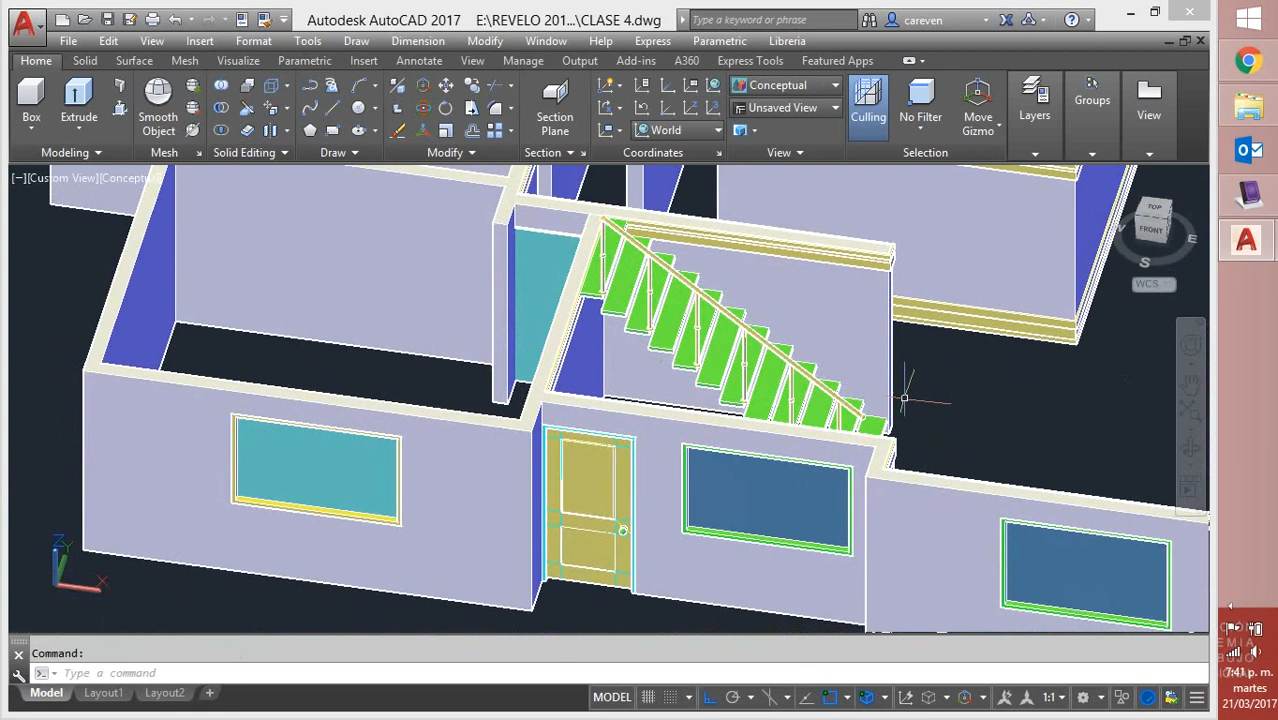 Autodesk AutoCAD 2017 E:\REVELO 201...\CLASE 4.dwg
Type a keyword or phrase
careven
File Edit View Insert Format Tools Draw Dimension Modify Window Help Express Parametric Libreria
Home Solid Surface Mesh Visualize Parametric Insert Annotate View Manage Output Add-ins A360 Express Tools Featured Apps
Box
Extrude
Smooth
Object
Section
Plane
Conceptual
Unsaved View
World
Culling
No Filter
Move
Gizmo
Layers
Groups
View
Modeling
Mesh
Solid Editing
Draw
Modify
Section
Coordinates
View
Selection
[−][Custom View][Conceptual
TOP
FRONT
E
S
WCS
Z
Y
X
Command:
Type a command
Model Layout1 Layout2 +
MODEL
1:1
7:41 p. m.
martes
21/03/2017